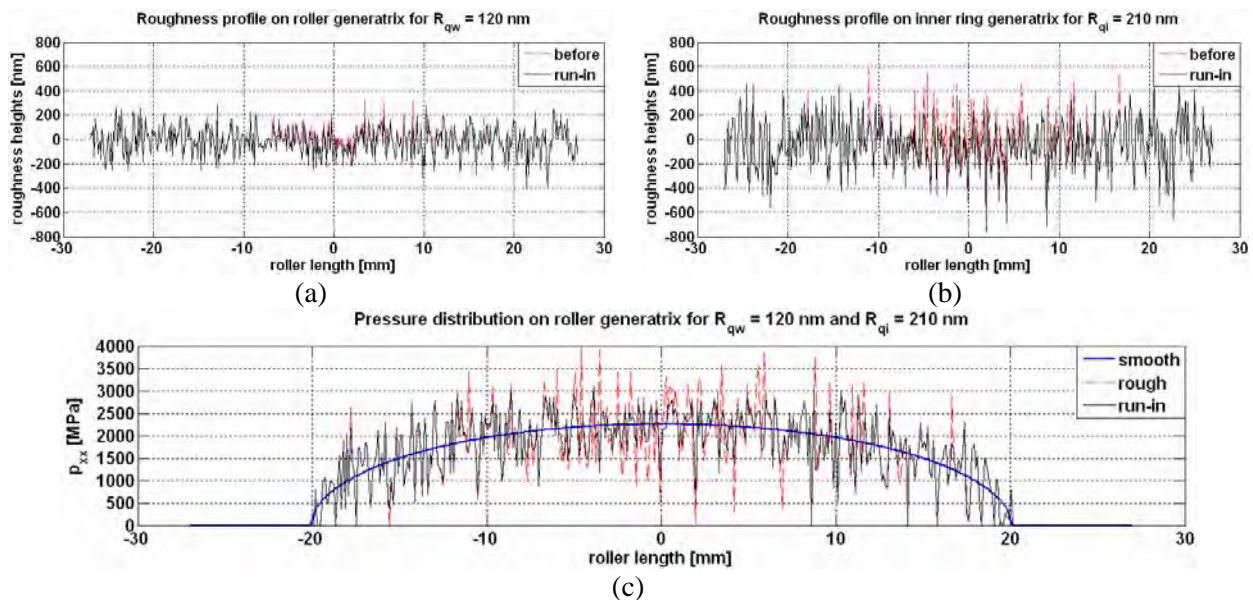 Roughness profile on roller generatrix for Rqw = 120 nm
roughness heights [nm]
800
600
400
200
0
-200
-400
-600
-800
before
run-in
-30 -20 -10 0 10 20 30
roller length [mm]
(a)
Roughness profile on inner ring generatrix for Rqi = 210 nm
roughness heights [nm]
800
600
400
200
0
-200
-400
-600
-800
before
run-in
-30 -20 -10 0 10 20 30
roller length [mm]
(b)
Pressure distribution on roller generatrix for Rqw = 120 nm and Rqi = 210 nm
pxx [MPa]
4000
3500
3000
2500
2000
1500
1000
500
0
smooth
rough
run-in
-30 -20 -10 0 10 20 30
roller length [mm]
(c)